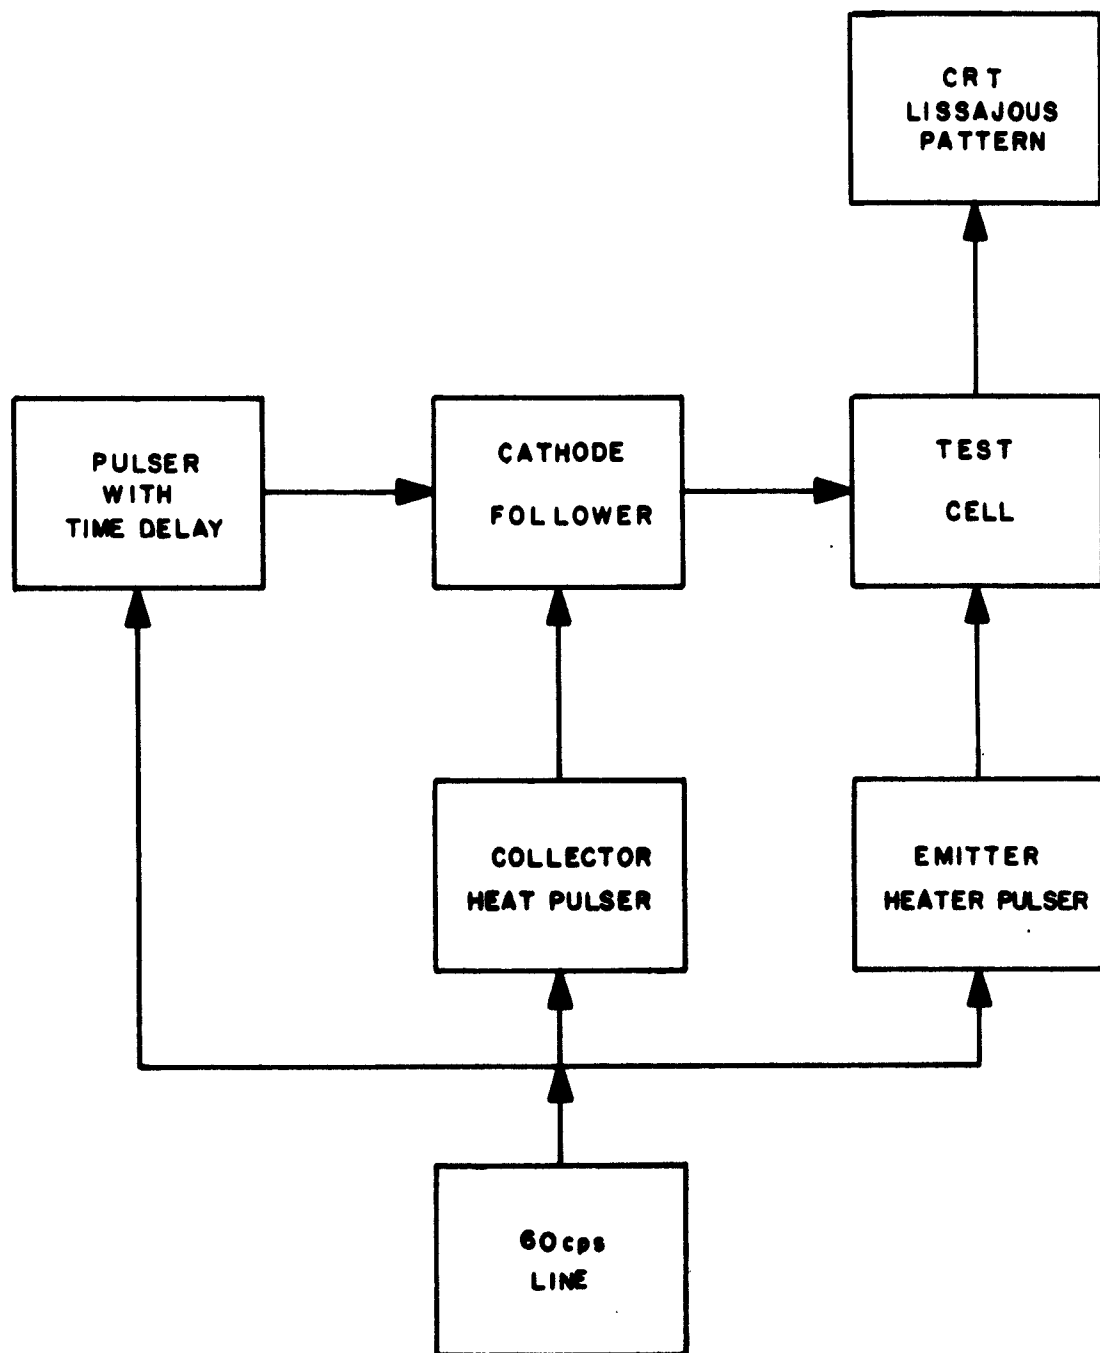 CRT
LISSAJOUS
PATTERN
PULSER
WITH
TIME DELAY
CATHODE
FOLLOWER
TEST
CELL
COLLECTOR
HEAT PULSER
EMITTER
HEATER PULSER
60cps
LINE